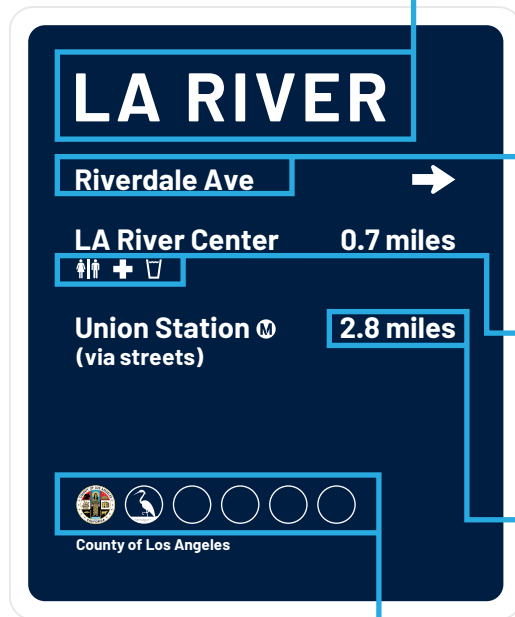 LA RIVER
Riverdale Ave
LA River Center 0.7 miles
Union Station M 2.8 miles
(via streets)
County of Los Angeles